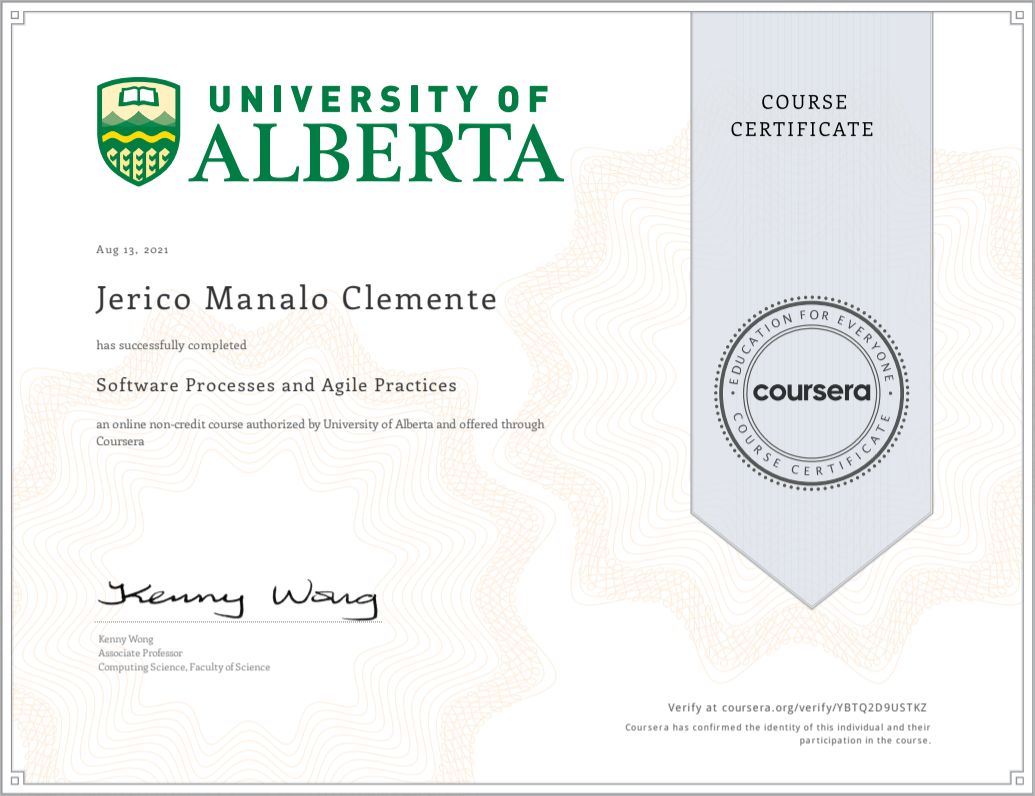 UNIVERSITY OF
ALBERTA
COURSE
CERTIFICATE
Aug 13, 2021
Jerico Manalo Clemente
has successfully completed
Software Processes and Agile Practices
an online non-credit course authorized by University of Alberta and offered through
Coursera
EDUCATION FOR EVERYONE
coursera
COURSE CERTIFICATE
Kenny Wong
Kenny Wong
Associate Professor
Computing Science, Faculty of Science
Verify at coursera.org/verify/YBTQ2D9USTKZ
Coursera has confirmed the identity of this individual and their
participation in the course.